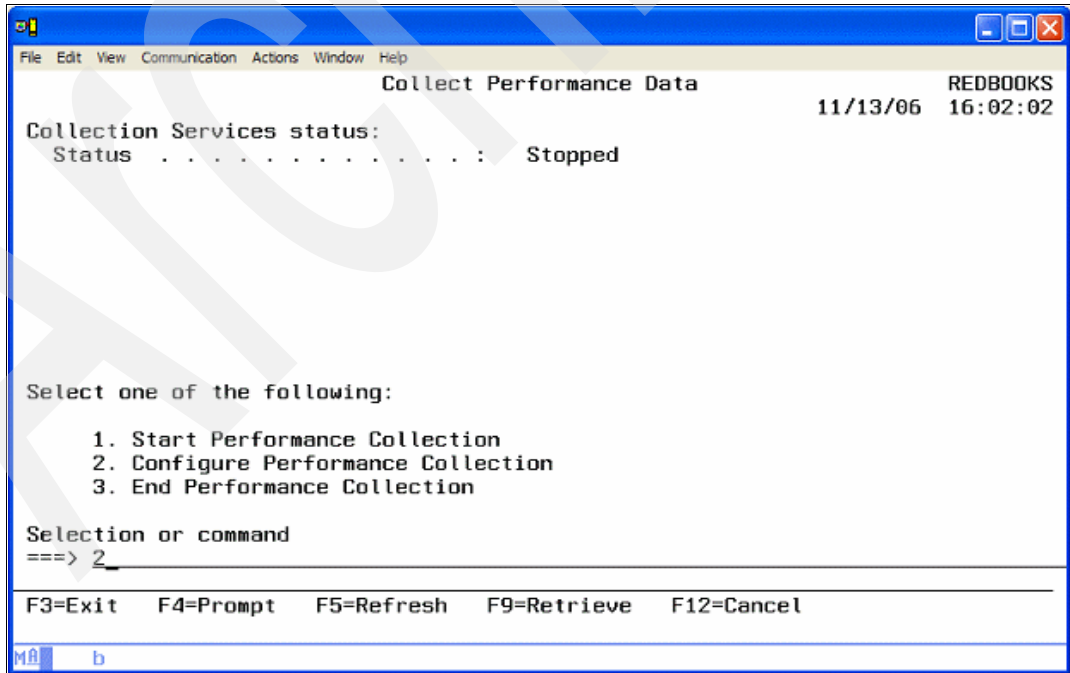 File Edit View Communication Actions Window Help
Collect Performance Data REDBOOKS
11/13/06 16:02:02
Collection Services status:
Status . . . . . . . . . . . . . : Stopped
Select one of the following:
1. Start Performance Collection
2. Configure Performance Collection
3. End Performance Collection
Selection or command
===> 2
F3=Exit F4=Prompt F5=Refresh F9=Retrieve F12=Cancel
MA b